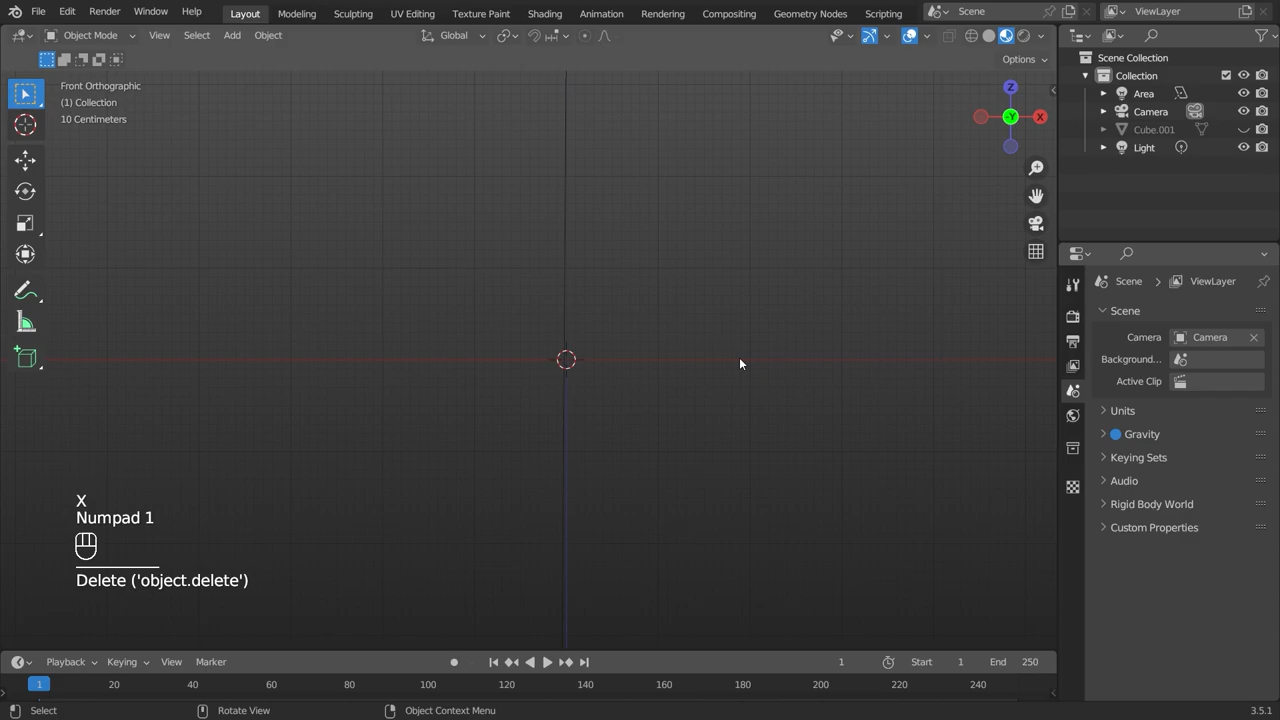 File Edit Render Window Help Layout Modeling Sculpting UV Editing Texture Paint Shading Animation Rendering Compositing Geometry Nodes Scripting Scene ViewLayer
Object Mode View Select Add Object Global
Options
Front Orthographic
(1) Collection
10 Centimeters
Z
Y
X
Scene Collection
Collection
Area
Camera
Cube.001
Light
Scene ViewLayer
Scene
Camera Camera
Background...
Active Clip
Units
Gravity
Keying Sets
Audio
Rigid Body World
Custom Properties
X
Numpad 1
Delete ('object.delete')
Playback Keying View Marker 1 Start 1 End 250
1 20 40 60 80 100 120 140 160 180 200 220 240
Select Rotate View Object Context Menu 3.5.1